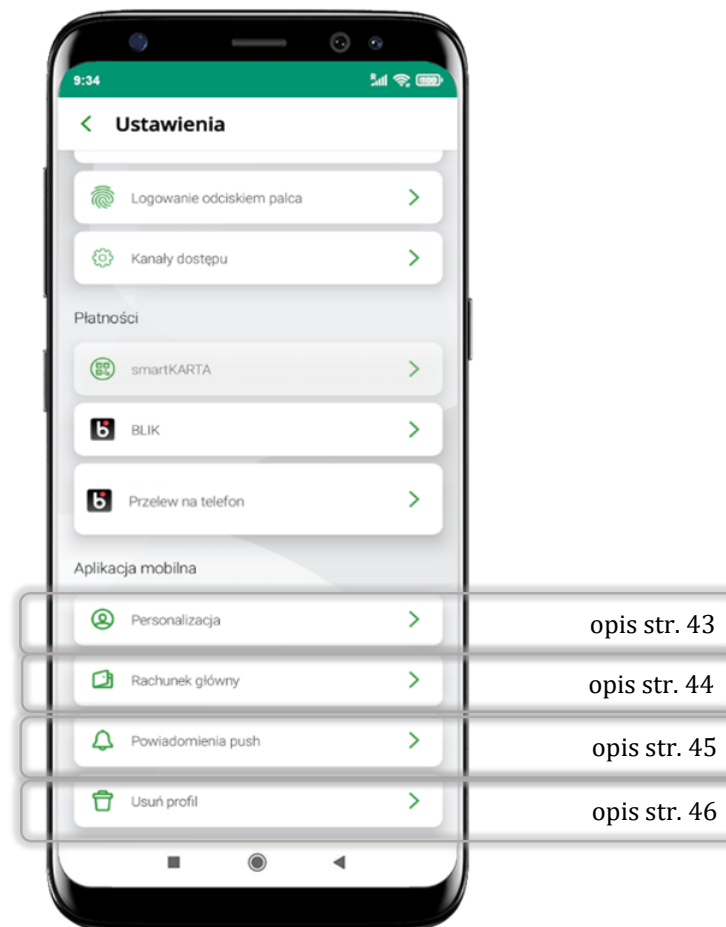 9:34
Ustawienia
Logowanie odciskiem palca
Kanały dostępu
Płatności
smartKARTA
BLIK
Przelew na telefon
Aplikacja mobilna
Personalizacja
opis str. 43
Rachunek główny
opis str. 44
Powiadomienia push
opis str. 45
Usuń profil
opis str. 46